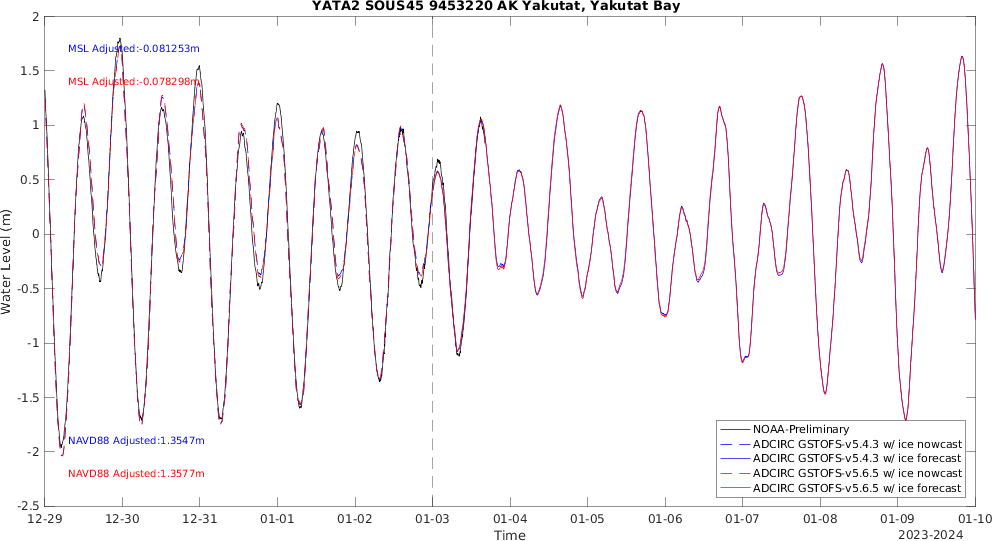 YATA2 SOUS45 9453220 AK Yakutat, Yakutat Bay
2
1.5
1
0.5
0
-0.5
-1
-1.5
-2
-2.5
Water Level (m)
MSL Adjusted:-0.081253m
MSL Adjusted:-0.078298m
NAVD88 Adjusted:1.3547m
NAVD88 Adjusted:1.3577m
NOAA-Preliminary
ADCIRC GSTOFS-v5.4.3 w/ ice nowcast
ADCIRC GSTOFS-v5.4.3 w/ ice forecast
ADCIRC GSTOFS-v5.6.5 w/ ice nowcast
ADCIRC GSTOFS-v5.6.5 w/ ice forecast
12-29 12-30 12-31 01-01 01-02 01-03 01-04 01-05 01-06 01-07 01-08 01-09 01-10
Time
2023-2024